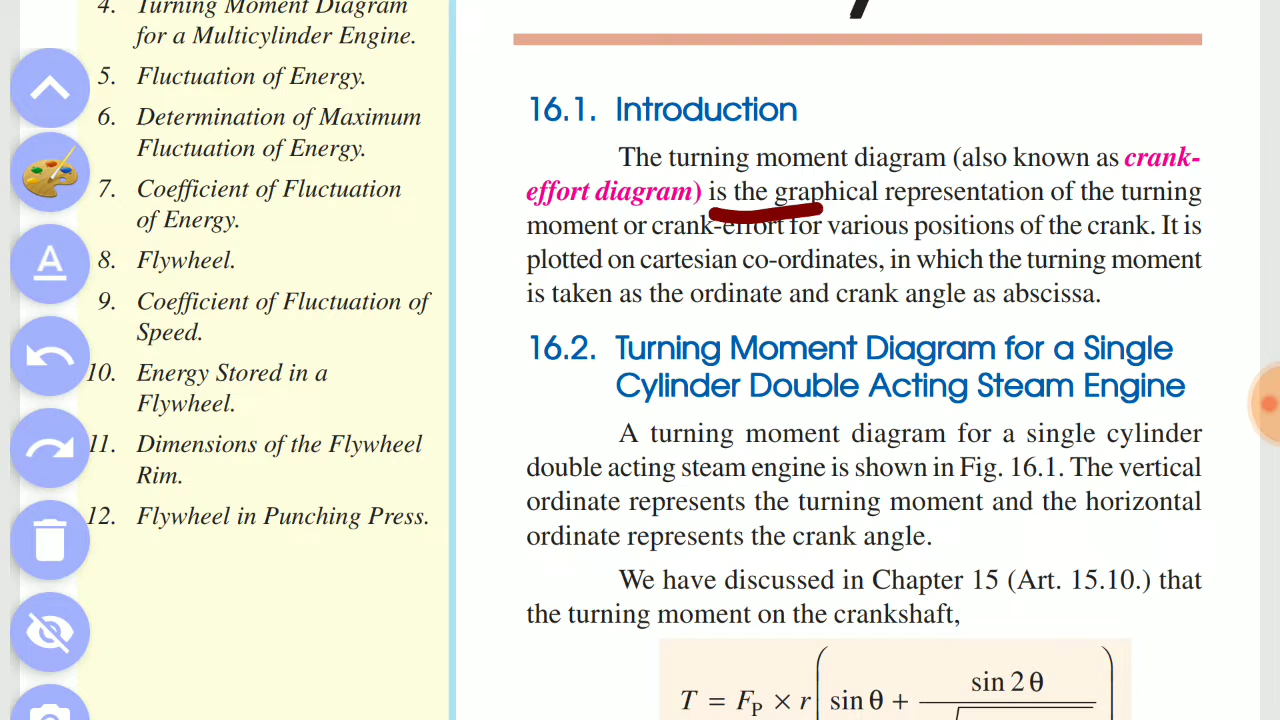 4. Turning Moment Diagram
for a Multicylinder Engine.
5. Fluctuation of Energy.
6. Determination of Maximum
Fluctuation of Energy.
7. Coefficient of Fluctuation
of Energy.
8. Flywheel.
9. Coefficient of Fluctuation of
Speed.
10. Energy Stored in a
Flywheel.
11. Dimensions of the Flywheel
Rim.
12. Flywheel in Punching Press.
16.1. Introduction
The turning moment diagram (also known as crank-
effort diagram) is the graphical representation of the turning
moment or crank-effort for various positions of the crank. It is
plotted on cartesian co-ordinates, in which the turning moment
is taken as the ordinate and crank angle as abscissa.
16.2. Turning Moment Diagram for a Single
Cylinder Double Acting Steam Engine
A turning moment diagram for a single cylinder
double acting steam engine is shown in Fig. 16.1. The vertical
ordinate represents the turning moment and the horizontal
ordinate represents the crank angle.
We have discussed in Chapter 15 (Art. 15.10.) that
the turning moment on the crankshaft,
sin 2θ
T = F_P × r ( sin θ +
A